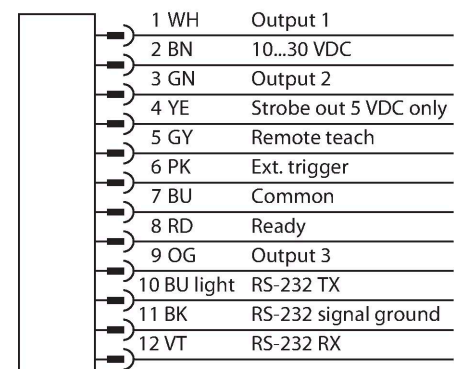 1 WH Output 1
2 BN 10...30 VDC
3 GN Output 2
4 YE Strobe out 5 VDC only
5 GY Remote teach
6 PK Ext. trigger
7 BU Common
8 RD Ready
9 OG Output 3
10 BU light RS-232 TX
11 BK RS-232 signal ground
12 VT RS-232 RX